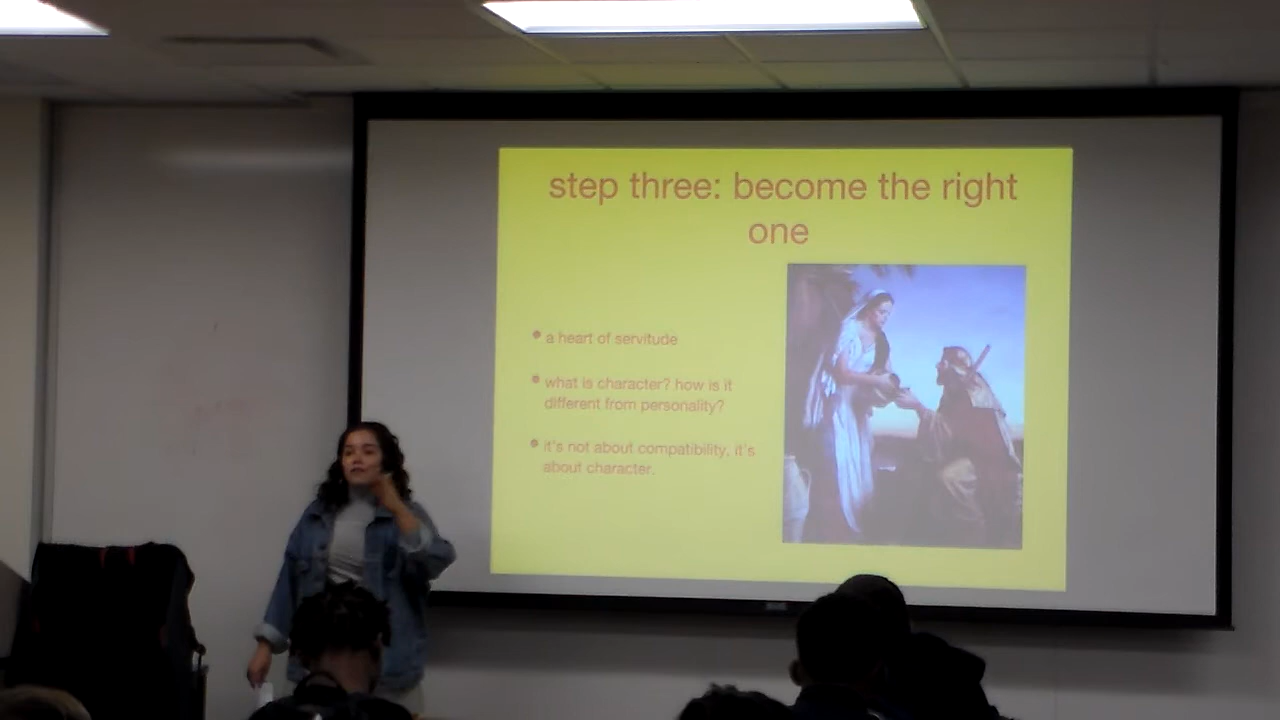 step three: become the right
one
a heart of servitude
what is character? how is it
different from personality?
it's not about compatibility, it's
about character.